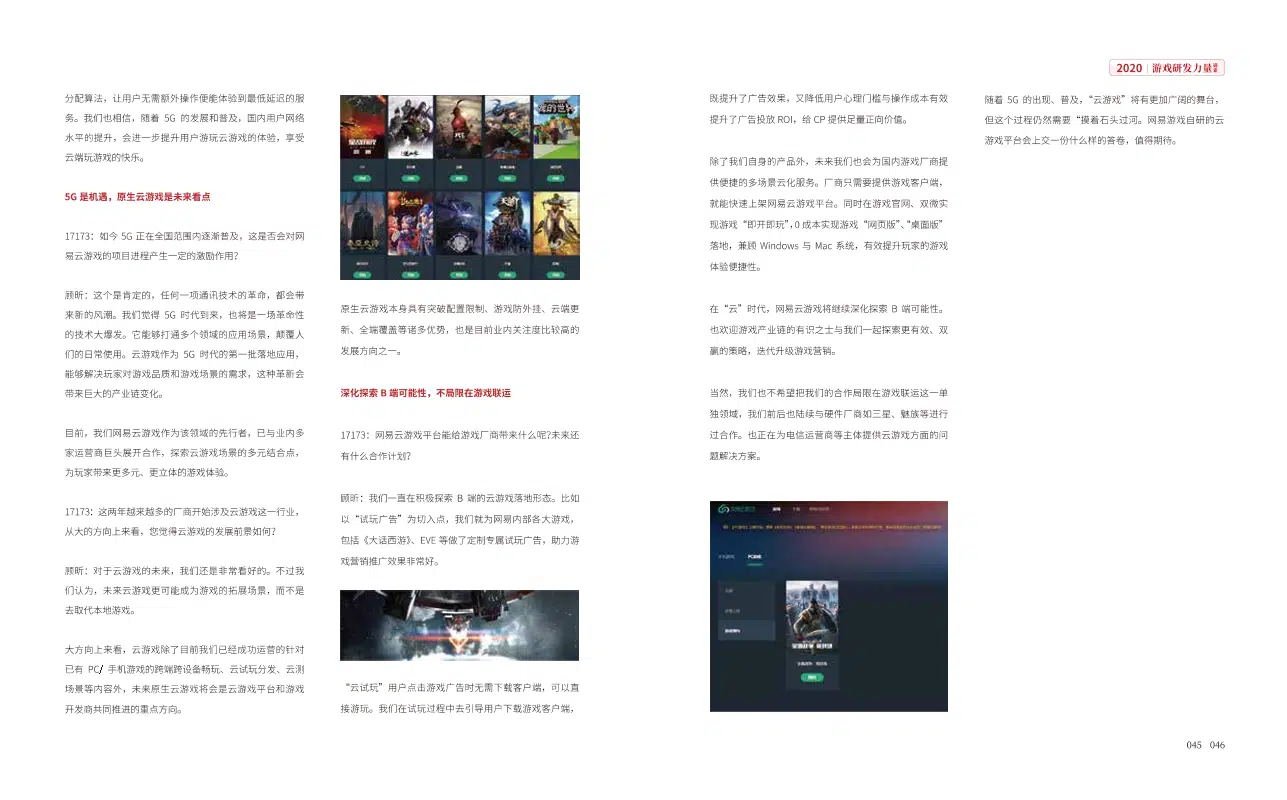 2020 游戏研发力量
分配算法，让用户无需额外操作便能体验到最低延迟的服
务。我们也相信，随着 5G 的发展和普及，国内用户网络
水平的提升，会进一步提升用户游玩云游戏的体验，享受
云端玩游戏的快乐。
5G 是机遇，原生云游戏是未来看点
17173：如今 5G 正在全国范围内逐渐普及，这是否会对网
易云游戏的项目进程产生一定的激励作用？
顾昕：这个是肯定的，任何一项通讯技术的革命，都会带
来新的风潮。我们觉得 5G 时代到来，也将是一场革命性
的技术大爆发。它能够打通多个领域的应用场景，颠覆人
们的日常使用。云游戏作为 5G 时代的第一批落地应用，
能够解决玩家对游戏品质和游戏场景的需求，这种革新会
带来巨大的产业链变化。
目前，我们网易云游戏作为该领域的先行者，已与业内多
家运营商巨头展开合作，探索云游戏场景的多元结合点，
为玩家带来更多元、更立体的游戏体验。
17173：这两年越来越多的厂商开始涉及云游戏这一行业，
从大的方向上来看，您觉得云游戏的发展前景如何？
顾昕：对于云游戏的未来，我们还是非常看好的。不过我
们认为，未来云游戏更可能成为游戏的拓展场景，而不是
去取代本地游戏。
大方向上来看，云游戏除了目前我们已经成功运营的针对
已有 PC/ 手机游戏的跨端跨设备畅玩、云试玩分发、云测
场景等内容外，未来原生云游戏将会是云游戏平台和游戏
开发商共同推进的重点方向。
我的世界
原生云游戏本身具有突破配置限制、游戏防外挂、云端更
新、全端覆盖等诸多优势，也是目前业内关注度比较高的
发展方向之一。
深化探索 B 端可能性，不局限在游戏联运
17173：网易云游戏平台能给游戏厂商带来什么呢？未来还
有什么合作计划？
顾昕：我们一直在积极探索 B 端的云游戏落地形态。比如
以“试玩广告”为切入点，我们就为网易内部各大游戏，
包括《大话西游》、EVE 等做了定制专属试玩广告，助力游
戏营销推广效果非常好。
“云试玩”用户点击游戏广告时无需下载客户端，可以直
接游玩。我们在试玩过程中去引导用户下载游戏客户端，
既提升了广告效果，又降低用户心理门槛与操作成本有效
提升了广告投放 ROI，给 CP 提供足量正向价值。
除了我们自身的产品外，未来我们也会为国内游戏厂商提
供便捷的多场景云化服务。厂商只需要提供游戏客户端，
就能快速上架网易云游戏平台。同时在游戏官网、双微实
现游戏“即开即玩”，0 成本实现游戏“网页版”、“桌面版”
落地，兼顾 Windows 与 Mac 系统，有效提升玩家的游戏
体验便捷性。
在“云”时代，网易云游戏将继续深化探索 B 端可能性。
也欢迎游戏产业链的有识之士与我们一起探索更有效、双
赢的策略，迭代升级游戏营销。
当然，我们也不希望把我们的合作局限在游戏联运这一单
独领域，我们前后也陆续与硬件厂商如三星、魅族等进行
过合作。也正在为电信运营商等主体提供云游戏方面的问
题解决方案。
随着 5G 的出现、普及，“云游戏”将有更加广阔的舞台，
但这个过程仍然需要“摸着石头过河。网易游戏自研的云
游戏平台会上交一份什么样的答卷，值得期待。
045 046